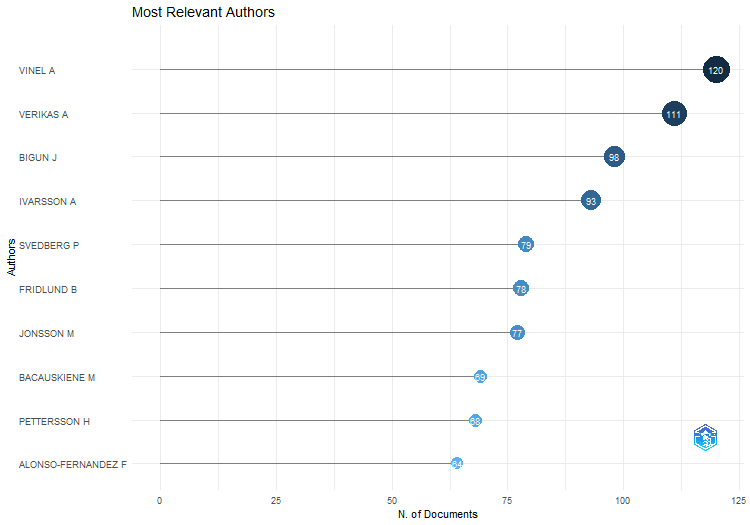 Most Relevant Authors
Authors
VINEL A 120
VERIKAS A 111
BIGUN J 98
IVARSSON A 93
SVEDBERG P 79
FRIDLUND B 78
JONSSON M 77
BACAUSKIENE M 69
PETTERSSON H 68
ALONSO-FERNANDEZ F 64
0 25 50 75 100 125
N. of Documents